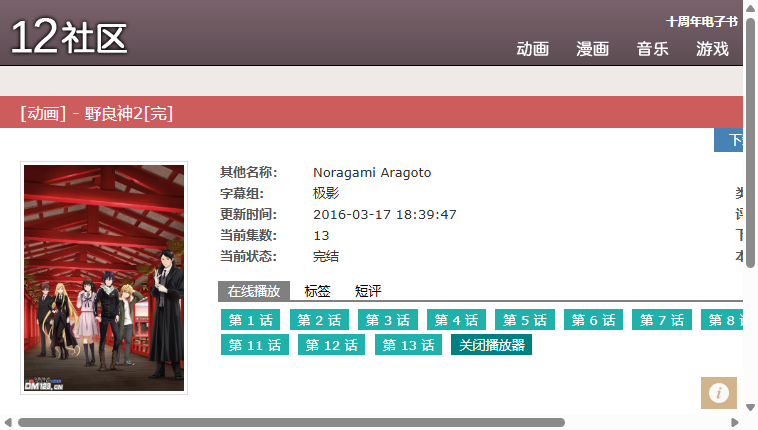 12社区
十周年电子书
动画 漫画 音乐 游戏
[动画] - 野良神2[完]
下
其他名称: Noragami Aragoto
字幕组: 极影
更新时间: 2016-03-17 18:39:47
当前集数: 13
当前状态: 完结
在线播放 标签 短评
第 1 话 第 2 话 第 3 话 第 4 话 第 5 话 第 6 话 第 7 话 第 8
第 11 话 第 12 话 第 13 话 关闭播放器
DM123.CN
i